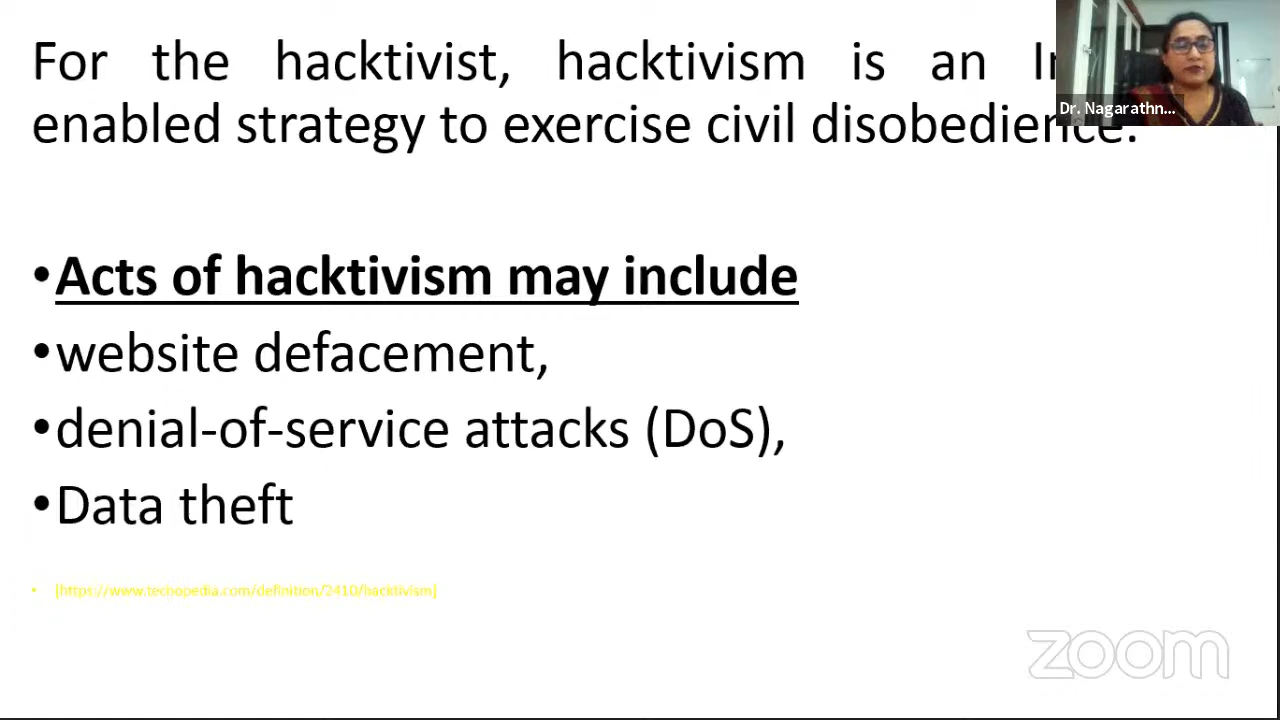 For the hacktivist, hacktivism is an
enabled strategy to exercise civil disobedience.
Dr. Nagarathn...
•Acts of hacktivism may include
•website defacement,
•denial-of-service attacks (DoS),
•Data theft
• [https://www.techopedia.com/definition/2410/hacktivism]
zoom